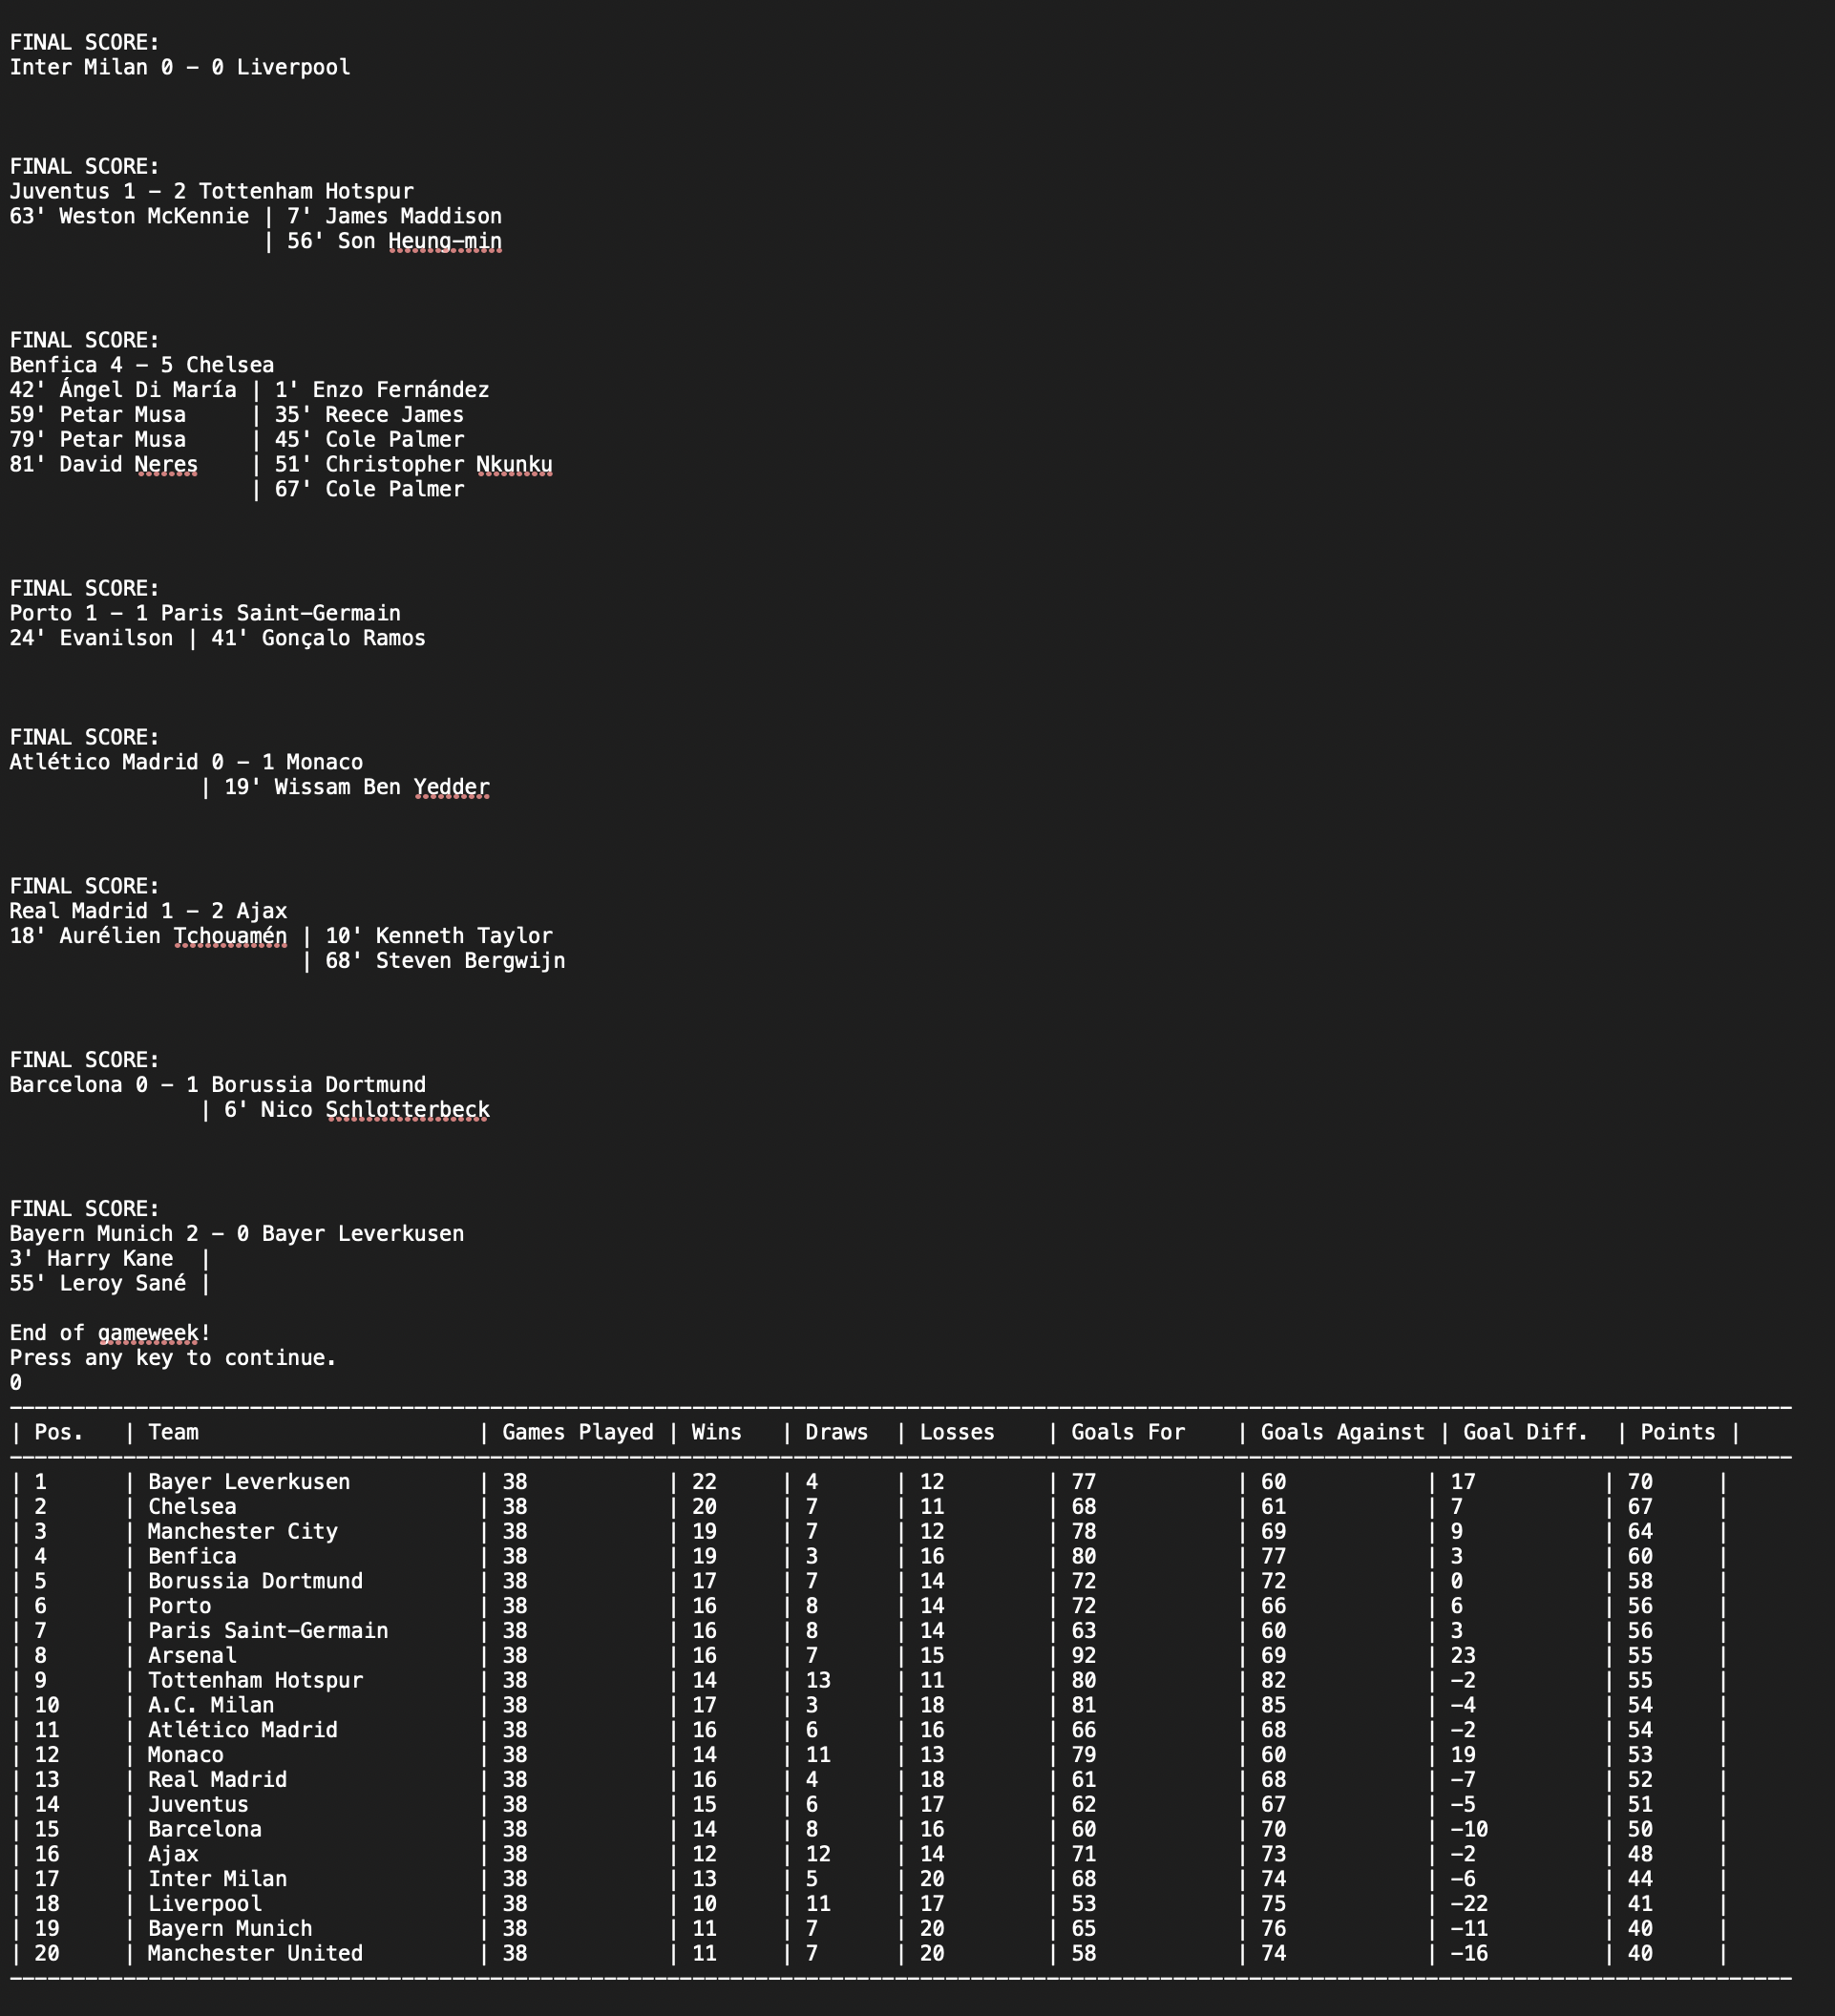 FINAL SCORE:
Inter Milan 0 - 0 Liverpool
FINAL SCORE:
Juventus 1 - 2 Tottenham Hotspur
63' Weston McKennie | 7' James Maddison
| 56' Son Heung-min
FINAL SCORE:
Benfica 4 - 5 Chelsea
42' Ángel Di María | 1' Enzo Fernández
59' Petar Musa | 35' Reece James
79' Petar Musa | 45' Cole Palmer
81' David Neres | 51' Christopher Nkunku
| 67' Cole Palmer
FINAL SCORE:
Porto 1 - 1 Paris Saint-Germain
24' Evanilson | 41' Gonçalo Ramos
FINAL SCORE:
Atlético Madrid 0 - 1 Monaco
| 19' Wissam Ben Yedder
FINAL SCORE:
Real Madrid 1 - 2 Ajax
18' Aurélien Tchouamén | 10' Kenneth Taylor
| 68' Steven Bergwijn
FINAL SCORE:
Barcelona 0 - 1 Borussia Dortmund
| 6' Nico Schlotterbeck
FINAL SCORE:
Bayern Munich 2 - 0 Bayer Leverkusen
3' Harry Kane |
55' Leroy Sané |
End of gameweek!
Press any key to continue.
0
| Pos. | Team | Games Played | Wins | Draws | Losses | Goals For | Goals Against | Goal Diff. | Points |
| 1 | Bayer Leverkusen | 38 | 22 | 4 | 12 | 77 | 60 | 17 | 70 |
| 2 | Chelsea | 38 | 20 | 7 | 11 | 68 | 61 | 7 | 67 |
| 3 | Manchester City | 38 | 19 | 7 | 12 | 78 | 69 | 9 | 64 |
| 4 | Benfica | 38 | 19 | 3 | 16 | 80 | 77 | 3 | 60 |
| 5 | Borussia Dortmund | 38 | 17 | 7 | 14 | 72 | 72 | 0 | 58 |
| 6 | Porto | 38 | 16 | 8 | 14 | 72 | 66 | 6 | 56 |
| 7 | Paris Saint-Germain | 38 | 16 | 8 | 14 | 63 | 60 | 3 | 56 |
| 8 | Arsenal | 38 | 16 | 7 | 15 | 92 | 69 | 23 | 55 |
| 9 | Tottenham Hotspur | 38 | 14 | 13 | 11 | 80 | 82 | -2 | 55 |
| 10 | A.C. Milan | 38 | 17 | 3 | 18 | 81 | 85 | -4 | 54 |
| 11 | Atlético Madrid | 38 | 16 | 6 | 16 | 66 | 68 | -2 | 54 |
| 12 | Monaco | 38 | 14 | 11 | 13 | 79 | 60 | 19 | 53 |
| 13 | Real Madrid | 38 | 16 | 4 | 18 | 61 | 68 | -7 | 52 |
| 14 | Juventus | 38 | 15 | 6 | 17 | 62 | 67 | -5 | 51 |
| 15 | Barcelona | 38 | 14 | 8 | 16 | 60 | 70 | -10 | 50 |
| 16 | Ajax | 38 | 12 | 12 | 14 | 71 | 73 | -2 | 48 |
| 17 | Inter Milan | 38 | 13 | 5 | 20 | 68 | 74 | -6 | 44 |
| 18 | Liverpool | 38 | 10 | 11 | 17 | 53 | 75 | -22 | 41 |
| 19 | Bayern Munich | 38 | 11 | 7 | 20 | 65 | 76 | -11 | 40 |
| 20 | Manchester United | 38 | 11 | 7 | 20 | 58 | 74 | -16 | 40 |